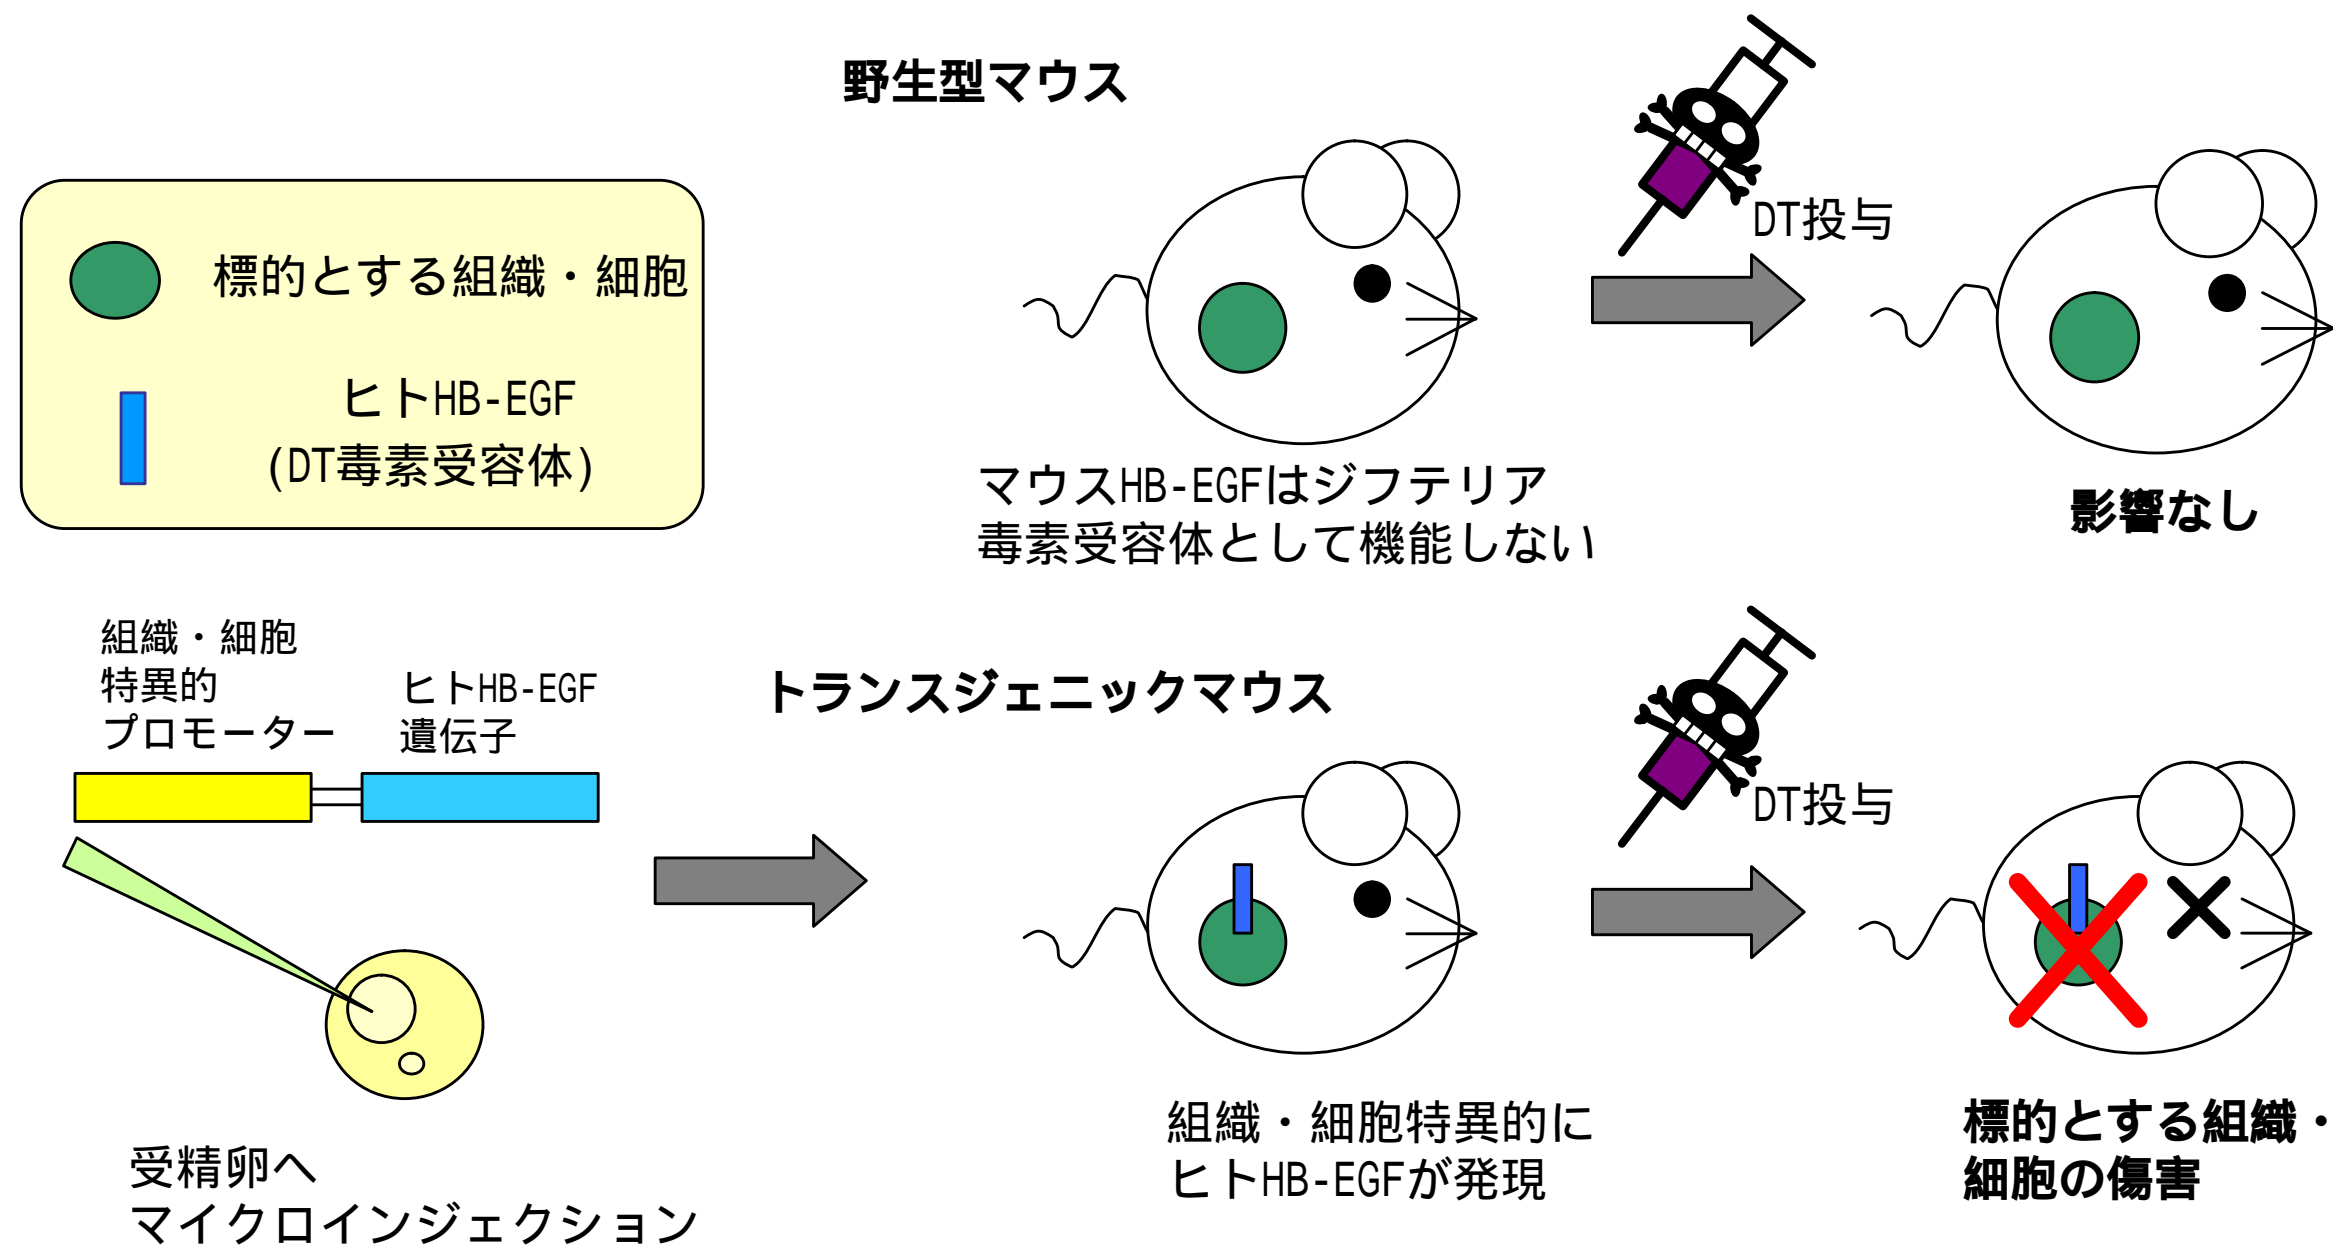 野生型マウス
DT投与
標的とする組織・細胞
ヒトHB-EGF
(DT毒素受容体)
マウスHB-EGFはジフテリア
毒素受容体として機能しない
影響なし
組織・細胞
特異的
プロモーター
ヒトHB-EGF
遺伝子
トランスジェニックマウス
DT投与
受精卵へ
マイクロインジェクション
組織・細胞特異的に
ヒトHB-EGFが発現
標的とする組織・
細胞の傷害